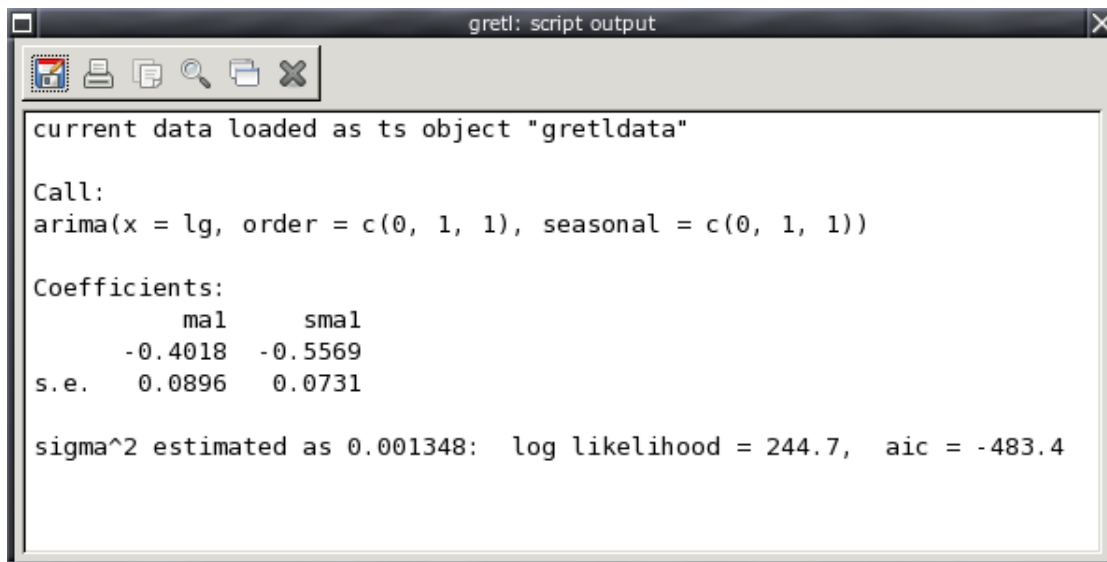 gretl: script output
current data loaded as ts object "gretldata"
Call:
arima(x = lg, order = c(0, 1, 1), seasonal = c(0, 1, 1))
Coefficients:
ma1 sma1
-0.4018 -0.5569
s.e. 0.0896 0.0731
sigma^2 estimated as 0.001348: log likelihood = 244.7, aic = -483.4